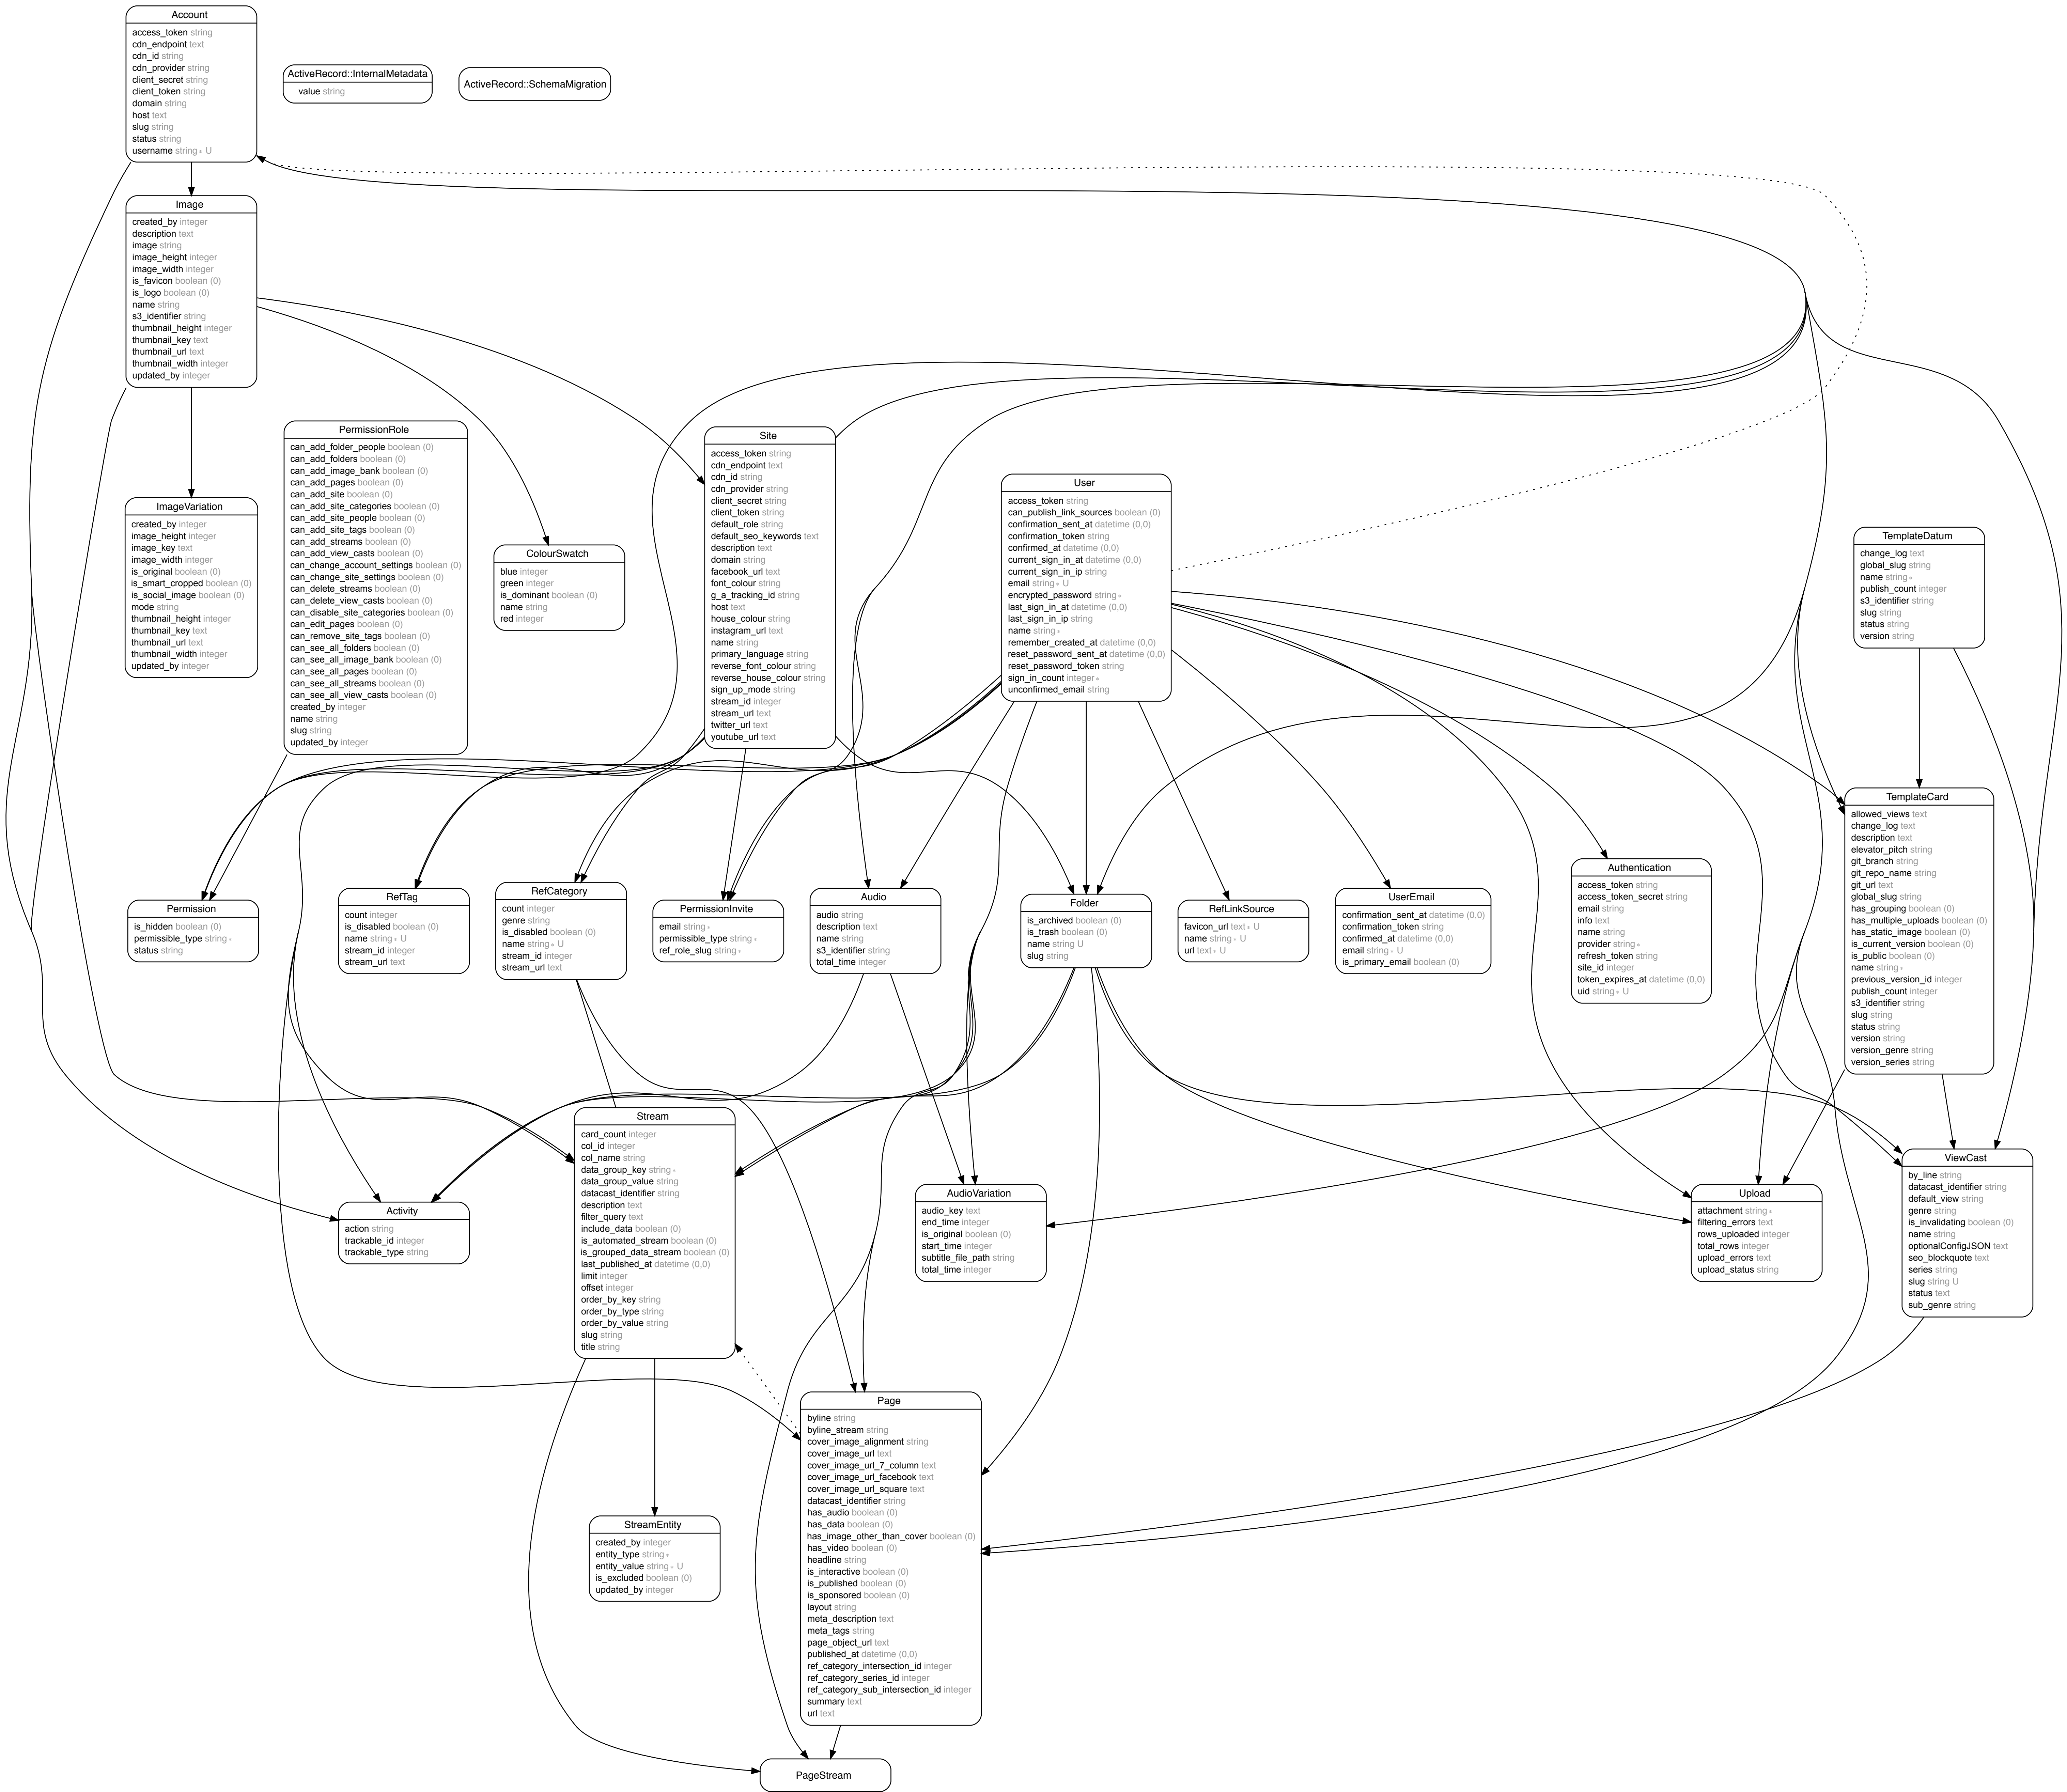 Account
access_token string
cdn_endpoint text
cdn_id string
cdn_provider string
client_secret string
client_token string
domain string
host text
slug string
status string
username string∗ U
ActiveRecord::InternalMetadata
value string
ActiveRecord::SchemaMigration
Image
created_by integer
description text
image string
image_height integer
image_width integer
is_favicon boolean (0)
is_logo boolean (0)
name string
s3_identifier string
thumbnail_height integer
thumbnail_key text
thumbnail_url text
thumbnail_width integer
updated_by integer
PermissionRole
can_add_folder_people boolean (0)
can_add_folders boolean (0)
can_add_image_bank boolean (0)
can_add_pages boolean (0)
can_add_site boolean (0)
can_add_site_categories boolean (0)
can_add_site_people boolean (0)
can_add_site_tags boolean (0)
can_add_streams boolean (0)
can_add_view_casts boolean (0)
can_change_account_settings boolean (0)
can_change_site_settings boolean (0)
can_delete_streams boolean (0)
can_delete_view_casts boolean (0)
can_disable_site_categories boolean (0)
can_edit_pages boolean (0)
can_remove_site_tags boolean (0)
can_see_all_folders boolean (0)
can_see_all_image_bank boolean (0)
can_see_all_pages boolean (0)
can_see_all_streams boolean (0)
can_see_all_view_casts boolean (0)
created_by integer
name string
slug string
updated_by integer
Site
access_token string
cdn_endpoint text
cdn_id string
cdn_provider string
client_secret string
client_token string
default_role string
default_seo_keywords text
description text
domain string
facebook_url text
font_colour string
g_a_tracking_id string
host text
house_colour string
instagram_url text
name string
primary_language string
reverse_font_colour string
reverse_house_colour string
sign_up_mode string
stream_id integer
stream_url text
twitter_url text
youtube_url text
User
access_token string
can_publish_link_sources boolean (0)
confirmation_sent_at datetime (0,0)
confirmation_token string
confirmed_at datetime (0,0)
current_sign_in_at datetime (0,0)
current_sign_in_ip string
email string∗ U
encrypted_password string∗
last_sign_in_at datetime (0,0)
last_sign_in_ip string
name string∗
remember_created_at datetime (0,0)
reset_password_sent_at datetime (0,0)
reset_password_token string
sign_in_count integer∗
unconfirmed_email string
ImageVariation
created_by integer
image_height integer
image_key text
image_width integer
is_original boolean (0)
is_smart_cropped boolean (0)
is_social_image boolean (0)
mode string
thumbnail_height integer
thumbnail_key text
thumbnail_url text
thumbnail_width integer
updated_by integer
ColourSwatch
blue integer
green integer
is_dominant boolean (0)
name string
red integer
TemplateDatum
change_log text
global_slug string
name string∗
publish_count integer
s3_identifier string
slug string
status string
version string
TemplateCard
allowed_views text
change_log text
description text
elevator_pitch string
git_branch string
git_repo_name string
git_url text
global_slug string
has_grouping boolean (0)
has_multiple_uploads boolean (0)
has_static_image boolean (0)
is_current_version boolean (0)
is_public boolean (0)
name string∗
previous_version_id integer
publish_count integer
s3_identifier string
slug string
status string
version string
version_genre string
version_series string
Permission
is_hidden boolean (0)
permissible_type string∗
status string
RefTag
count integer
is_disabled boolean (0)
name string∗ U
stream_id integer
stream_url text
RefCategory
count integer
genre string
is_disabled boolean (0)
name string∗ U
stream_id integer
stream_url text
PermissionInvite
email string∗
permissible_type string∗
ref_role_slug string∗
Audio
audio string
description text
name string
s3_identifier string
total_time integer
Folder
is_archived boolean (0)
is_trash boolean (0)
name string U
slug string
RefLinkSource
favicon_url text∗ U
name string∗ U
url text∗ U
UserEmail
confirmation_sent_at datetime (0,0)
confirmation_token string
confirmed_at datetime (0,0)
email string∗ U
is_primary_email boolean (0)
Authentication
access_token string
access_token_secret string
email string
info text
name string
provider string∗
refresh_token string
site_id integer
token_expires_at datetime (0,0)
uid string∗ U
Stream
card_count integer
col_id integer
col_name string
data_group_key string∗
data_group_value string
datacast_identifier string
description text
filter_query text
include_data boolean (0)
is_automated_stream boolean (0)
is_grouped_data_stream boolean (0)
last_published_at datetime (0,0)
limit integer
offset integer
order_by_key string
order_by_type string
order_by_value string
slug string
title string
Activity
action string
trackable_id integer
trackable_type string
AudioVariation
audio_key text
end_time integer
is_original boolean (0)
start_time integer
subtitle_file_path string
total_time integer
Upload
attachment string∗
filtering_errors text
rows_uploaded integer
total_rows integer
upload_errors text
upload_status string
ViewCast
by_line string
datacast_identifier string
default_view string
genre string
is_invalidating boolean (0)
name string
optionalConfigJSON text
seo_blockquote text
series string
slug string U
status text
sub_genre string
Page
byline string
byline_stream string
cover_image_alignment string
cover_image_url text
cover_image_url_7_column text
cover_image_url_facebook text
cover_image_url_square text
datacast_identifier string
has_audio boolean (0)
has_data boolean (0)
has_image_other_than_cover boolean (0)
has_video boolean (0)
headline string
is_interactive boolean (0)
is_published boolean (0)
is_sponsored boolean (0)
layout string
meta_description text
meta_tags string
page_object_url text
published_at datetime (0,0)
ref_category_intersection_id integer
ref_category_series_id integer
ref_category_sub_intersection_id integer
summary text
url text
StreamEntity
created_by integer
entity_type string∗
entity_value string∗ U
is_excluded boolean (0)
updated_by integer
PageStream